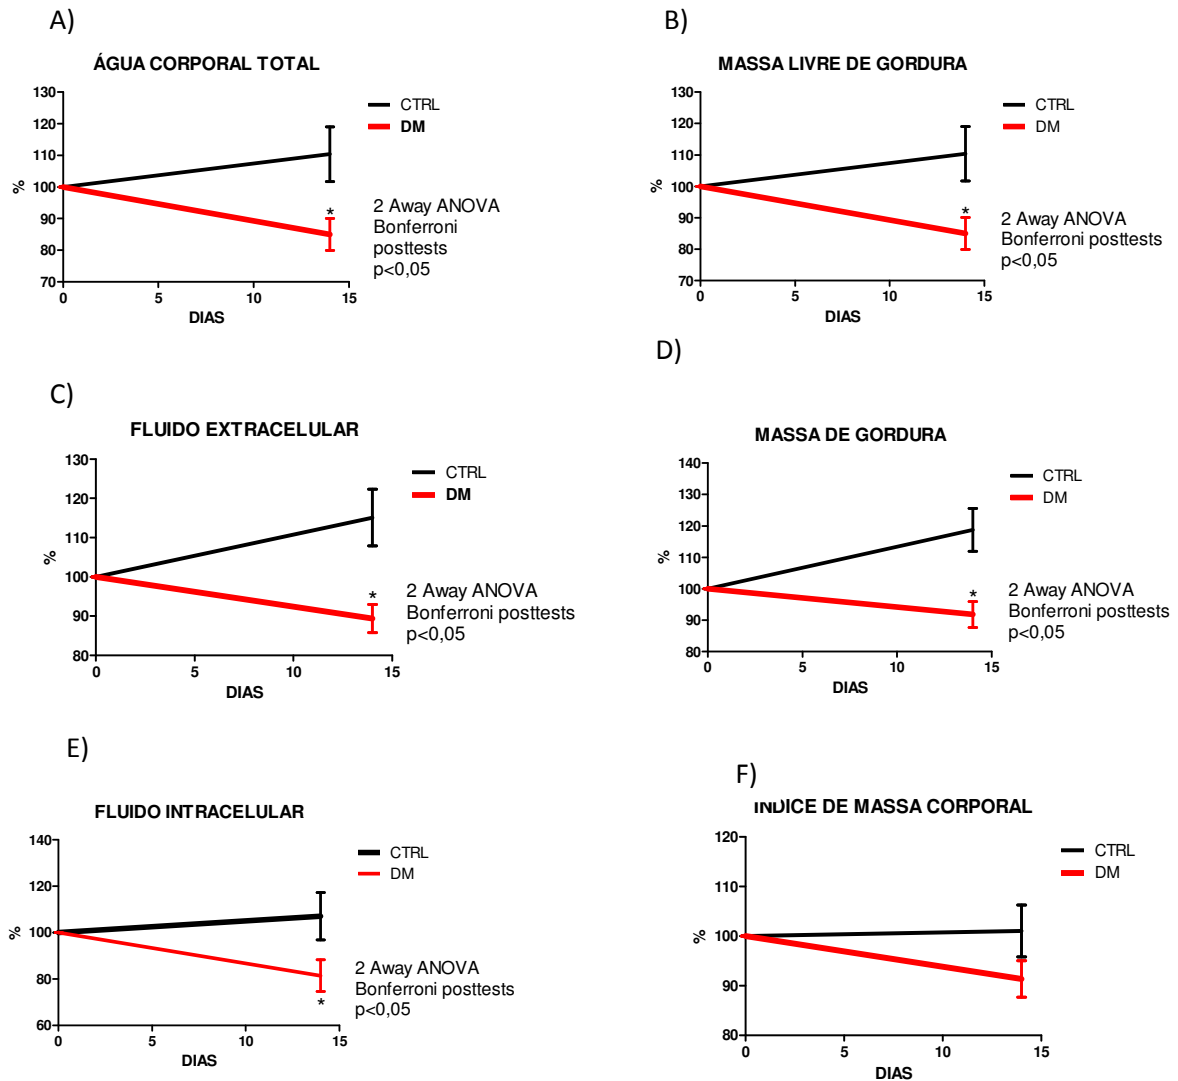 A)
ÁGUA CORPORAL TOTAL
130
120
110
100
90
80
70
%
0
5
10
15
DIAS
CTRL
DM
*
2 Away ANOVA
Bonferroni
posttests
p<0,05
B)
MASSA LIVRE DE GORDURA
130
120
110
100
90
80
70
%
0
5
10
15
DIAS
CTRL
DM
*
2 Away ANOVA
Bonferroni posttests
p<0,05
C)
FLUIDO EXTRACELULAR
130
120
110
100
90
80
%
0
5
10
15
DIAS
CTRL
DM
*
2 Away ANOVA
Bonferroni posttests
p<0,05
D)
MASSA DE GORDURA
140
130
120
110
100
90
80
%
0
5
10
15
DIAS
CTRL
DM
*
2 Away ANOVA
Bonferroni posttests
p<0,05
E)
FLUIDO INTRACELULAR
140
120
100
80
60
%
0
5
10
15
DIAS
CTRL
DM
*
2 Away ANOVA
Bonferroni posttests
p<0,05
F)
ÍNDICE DE MASSA CORPORAL
120
110
100
90
80
%
0
5
10
15
DIAS
CTRL
DM